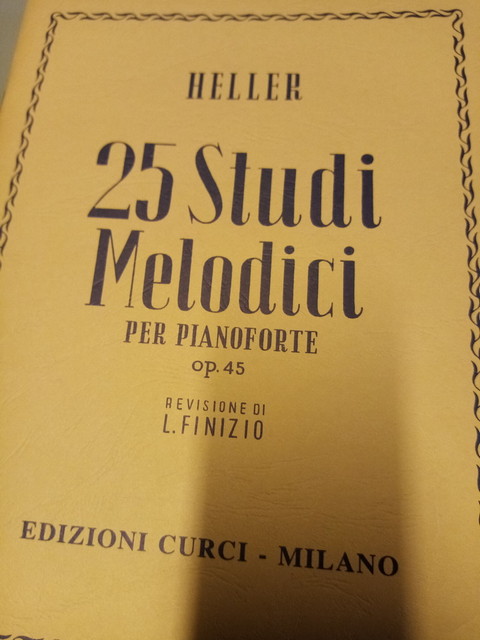 HELLER
25 Studi
Melodici
PER PIANOFORTE
op. 45
REVISIONE DI
L. FINIZIO
EDIZIONI CURCI - MILANO